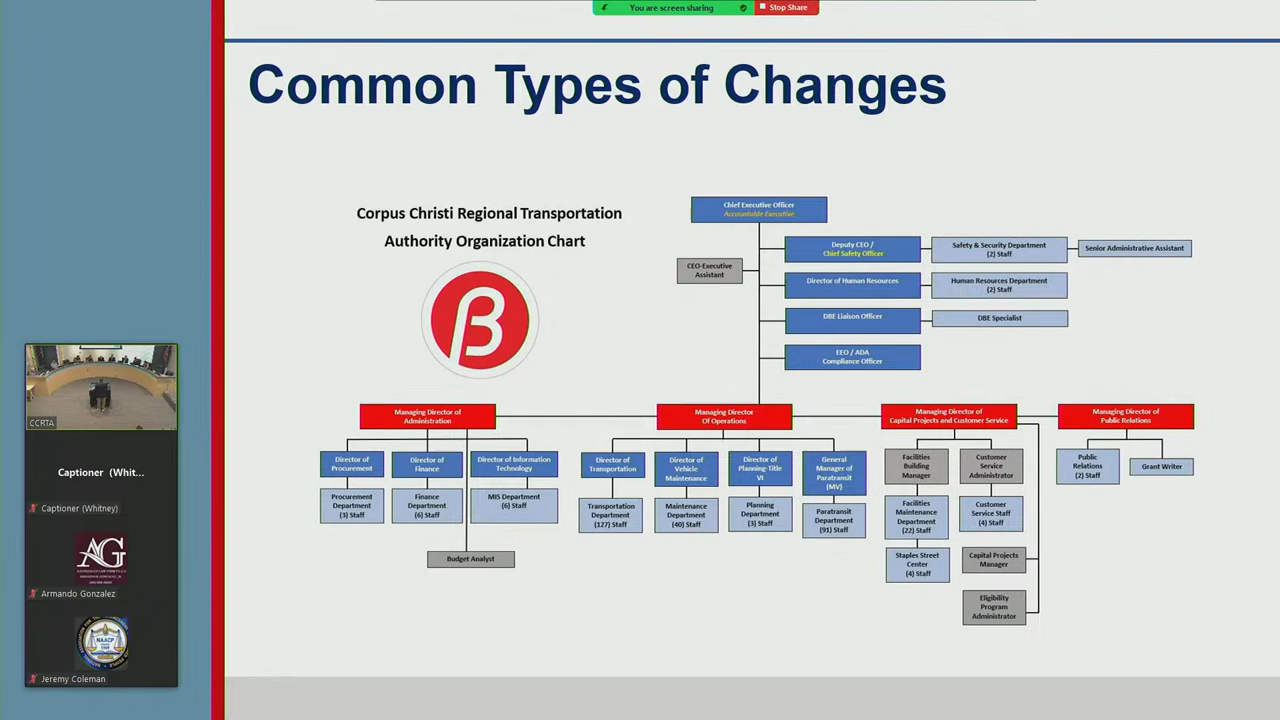 You are screen sharing
Stop Share
Common Types of Changes
Corpus Christi Regional Transportation
Authority Organization Chart
β
Chief Executive Officer
Accountable Executive
CEO-Executive
Assistant
Deputy CEO /
Chief Safety Officer
Safety & Security Department
(2) Staff
Senior Administrative Assistant
Director of Human Resources
Human Resources Department
(2) Staff
DBE Liaison Officer
DBE Specialist
EEO / ADA
Compliance Officer
Managing Director of
Administration
Managing Director
Of Operations
Managing Director of
Capital Projects and Customer Service
Managing Director of
Public Relations
Director of
Procurement
Director of
Finance
Director of Information
Technology
Procurement
Department
(3) Staff
Finance
Department
(6) Staff
MIS Department
(6) Staff
Budget Analyst
Director of
Transportation
Director of
Vehicle
Maintenance
Director of
Planning-Title
VI
General
Manager of
Paratransit
(MV)
Transportation
Department
(127) Staff
Maintenance
Department
(40) Staff
Planning
Department
(3) Staff
Paratransit
Department
(91) Staff
Facilities
Building
Manager
Customer
Service
Administrator
Facilities
Maintenance
Department
(22) Staff
Customer
Service Staff
(4) Staff
Staples Street
Center
(4) Staff
Capital Projects
Manager
Eligibility
Program
Administrator
Public
Relations
(2) Staff
Grant Writer
CCRTA
Captioner (Whit...
Captioner (Whitney)
AG
Armando Gonzalez
NAACP
Jeremy Coleman